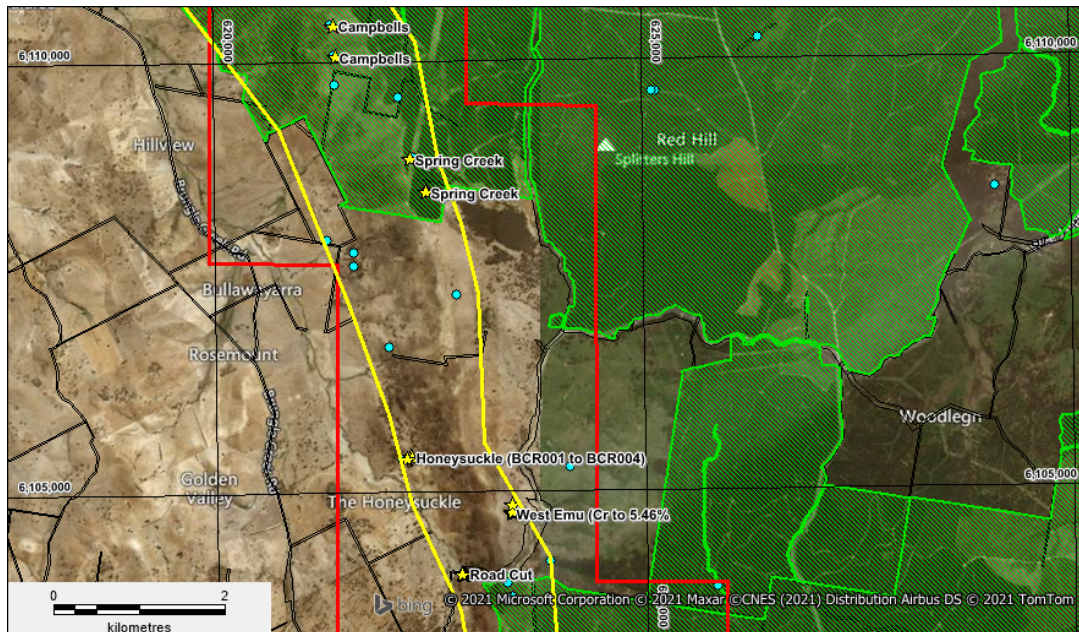 Campbells
620,000
625,000
6,110,000
6,110,000
Campbells
Hillview
Red Hill
Splitters Hill
Spring Creek
Spring Creek
Bullawayarra
Rosemount
Woodlegn
Honeysuckle (BCR001 to BCR004)
6,105,000
6,105,000
Golden
Valley
The Honeysuckle
West Emu (Cr to 5.46%
Road Cut
0 2
kilometres
bing
© 2021 Microsoft Corporation © 2021 Maxar ©CNES (2021) Distribution Airbus DS © 2021 TomTom